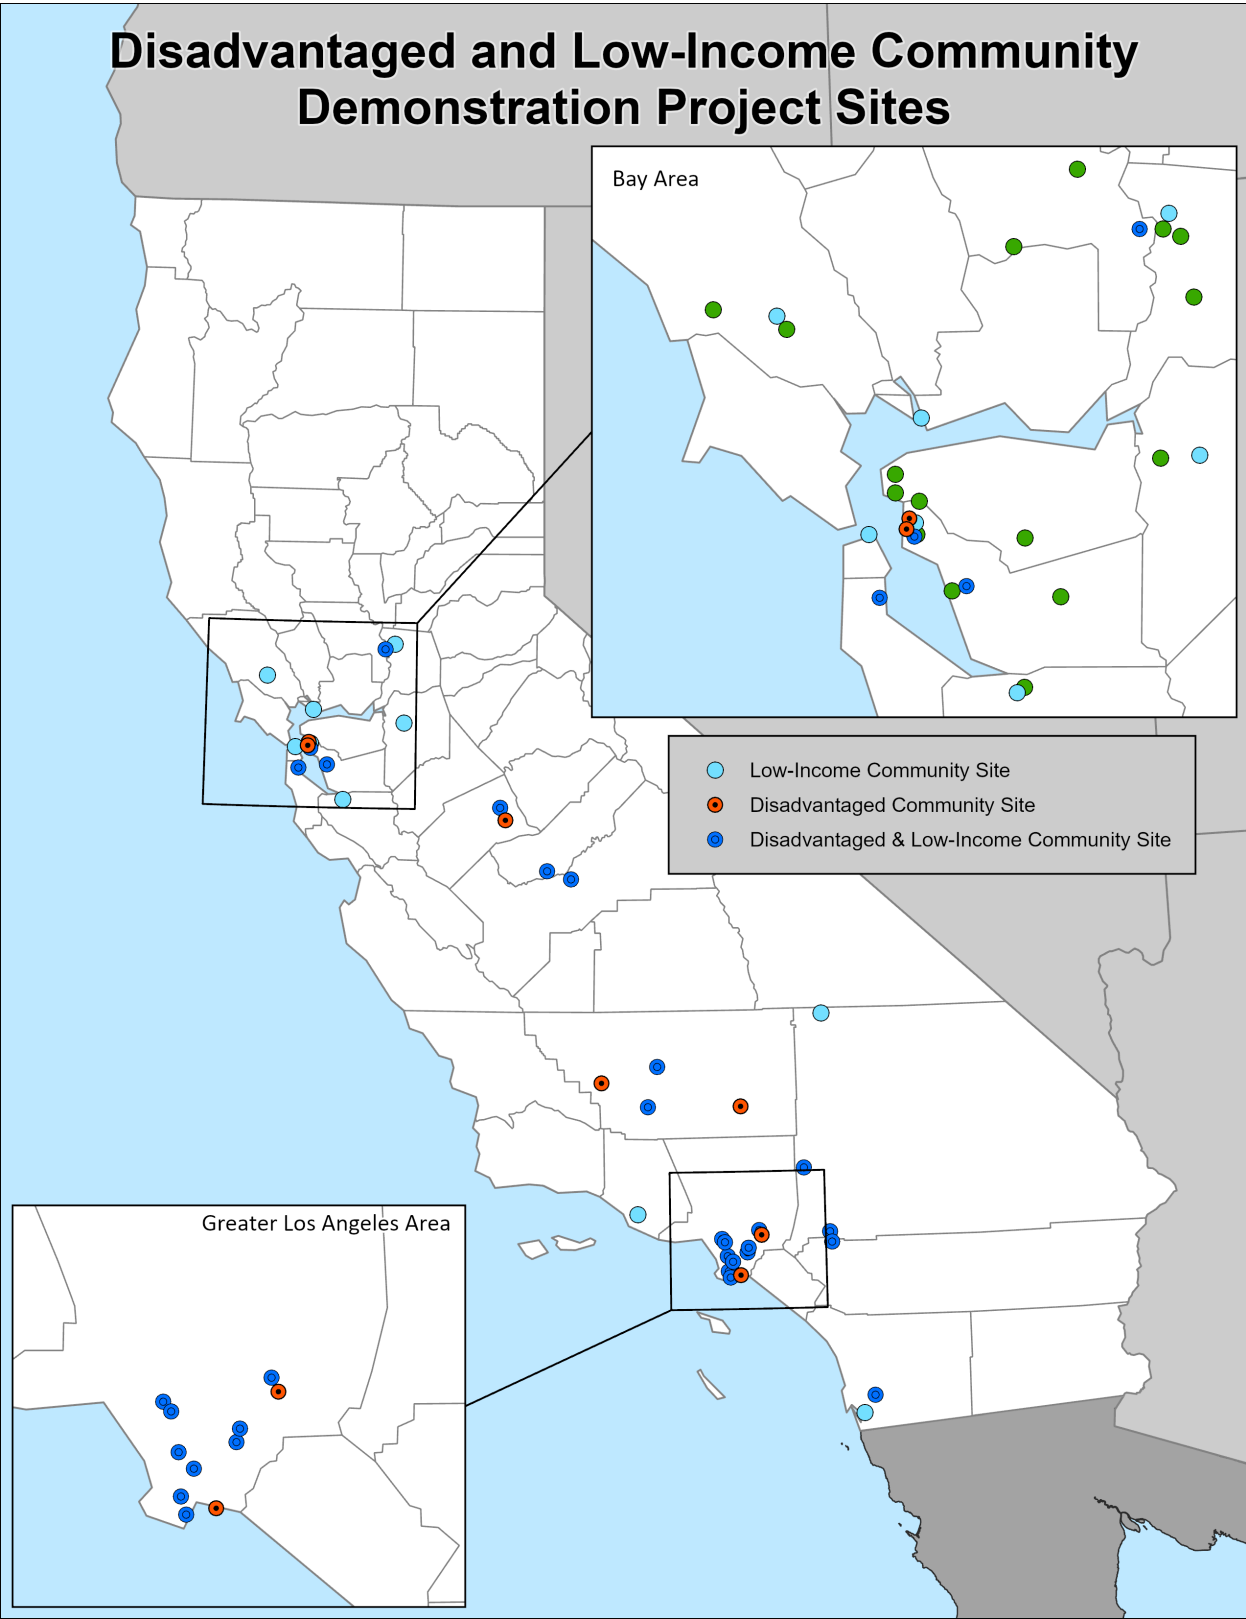 Disadvantaged and Low-Income Community
Demonstration Project Sites
Bay Area
Low-Income Community Site
Disadvantaged Community Site
Disadvantaged & Low-Income Community Site
Greater Los Angeles Area